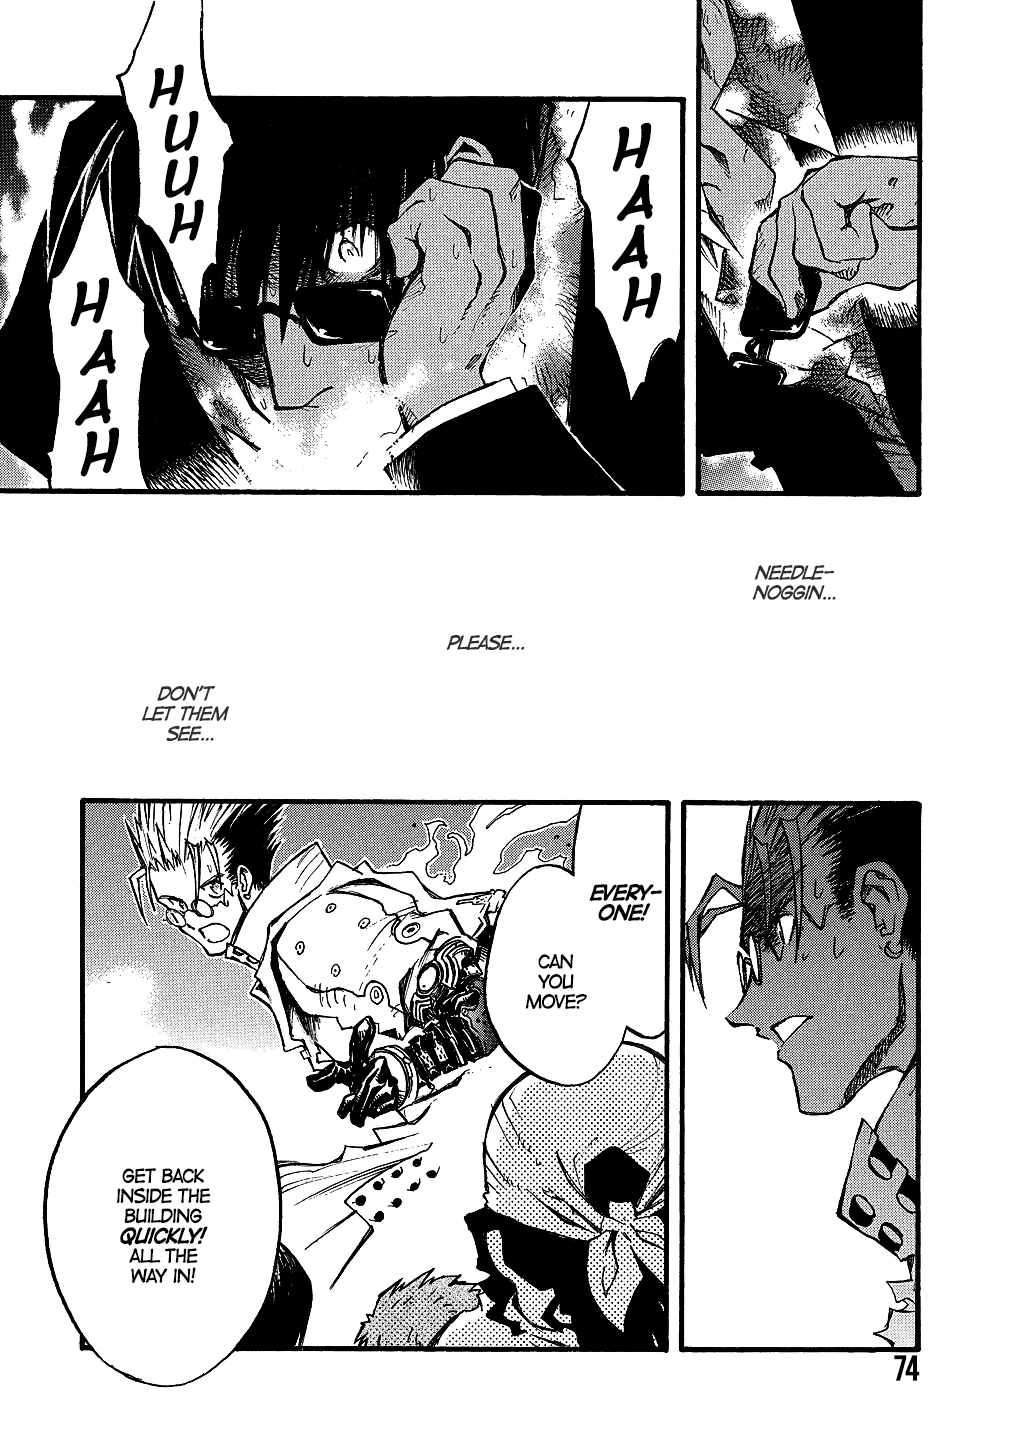 HAAH
HUUH
HAAH
NEEDLE-
NOGGIN...
PLEASE...
DON'T
LET THEM
SEE...
EVERY-
ONE!
CAN
YOU
MOVE?
GET BACK
INSIDE THE
BUILDING
QUICKLY!
ALL THE
WAY IN!
74